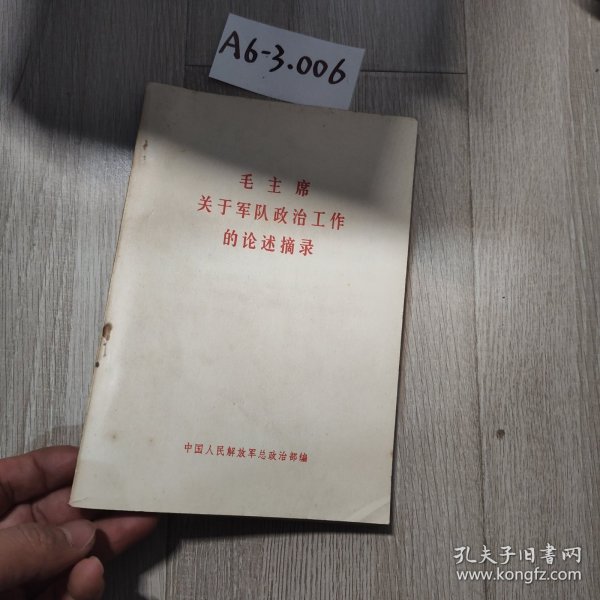 A6-3.006
毛主席
关于军队政治工作
的论述摘录
中国人民解放军总政治部编
孔夫子旧书网
www.kongfz.com